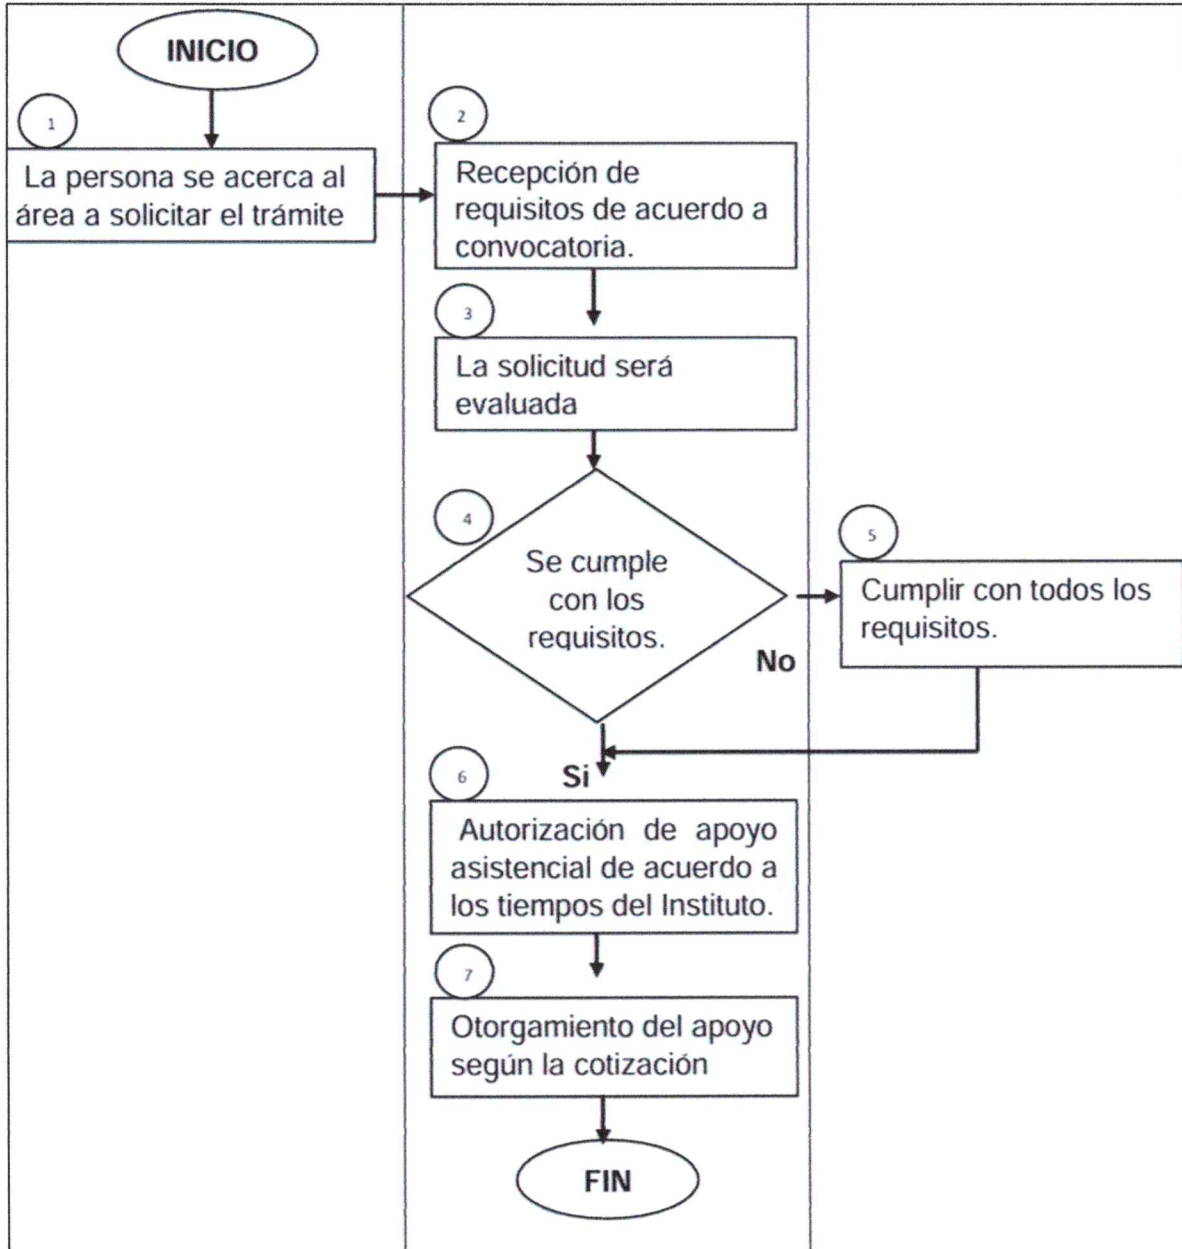 INICIO
1
La persona se acerca al
área a solicitar el trámite
2
Recepción de
requisitos de acuerdo a
convocatoria.
3
La solicitud será
evaluada
4
Se cumple
con los
requisitos.
No
5
Cumplir con todos los
requisitos.
Si
6
Autorización de apoyo
asistencial de acuerdo a
los tiempos del Instituto.
7
Otorgamiento del apoyo
según la cotización
FIN